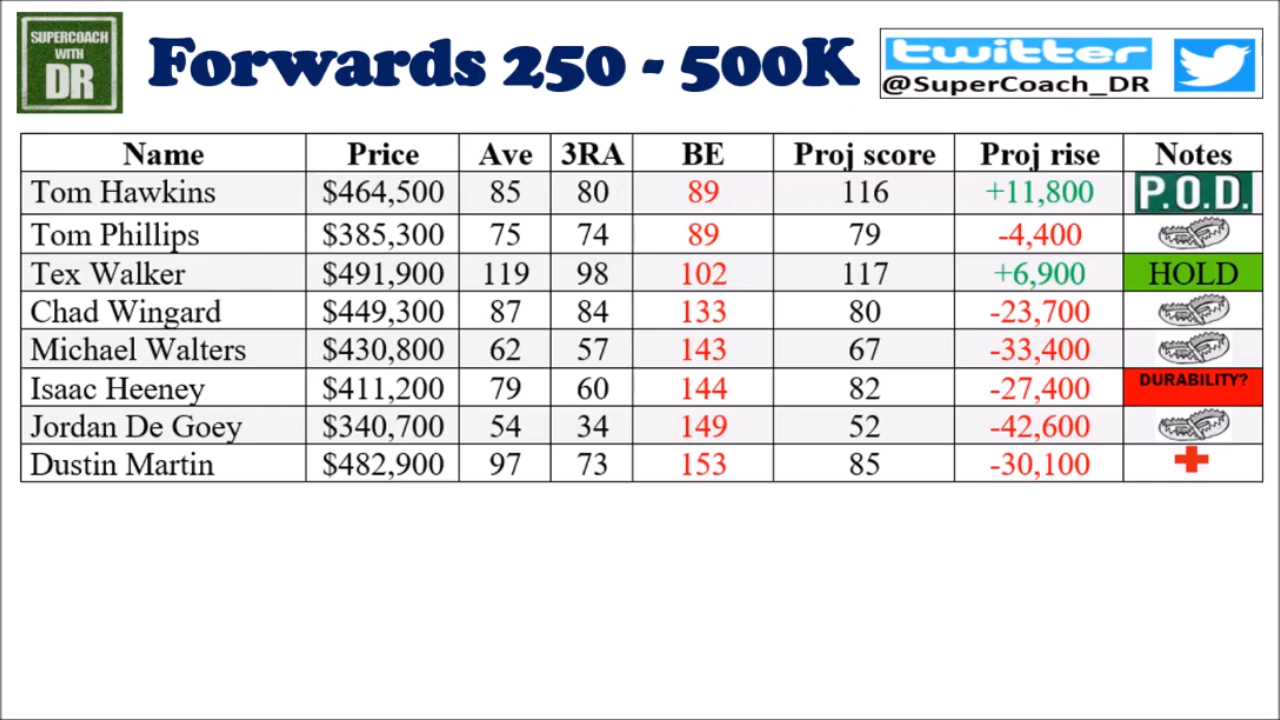 SUPERCOACH
WITH
DR
Forwards 250 - 500K
twitter
@SuperCoach_DR
Name Price Ave 3RA BE Proj score Proj rise Notes
Tom Hawkins $464,500 85 80 89 116 +11,800 P.O.D.
Tom Phillips $385,300 75 74 89 79 -4,400
Tex Walker $491,900 119 98 102 117 +6,900 HOLD
Chad Wingard $449,300 87 84 133 80 -23,700
Michael Walters $430,800 62 57 143 67 -33,400
Isaac Heeney $411,200 79 60 144 82 -27,400 DURABILITY?
Jordan De Goey $340,700 54 34 149 52 -42,600
Dustin Martin $482,900 97 73 153 85 -30,100